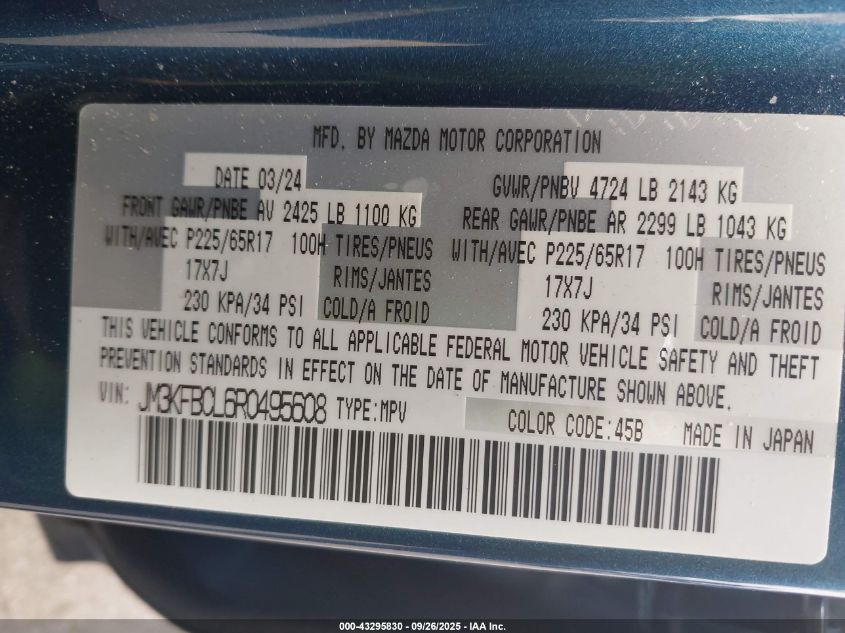 MFD. BY MAZDA MOTOR CORPORATION
DATE 03/24 GVWR/PNBV 4724 LB 2143 KG
FRONT GAWR/PNBE AV 2425 LB 1100 KG REAR GAWR/PNBE AR 2299 LB 1043 KG
WITH/AVEC P225/65R17 100H TIRES/PNEUS WITH/AVEC P225/65R17 100H TIRES/PNEUS
17X7J RIMS/JANTES 17X7J RIMS/JANTES
230 KPA/34 PSI COLD/A FROID 230 KPA/34 PSI COLD/A FROID
THIS VEHICLE CONFORMS TO ALL APPLICABLE FEDERAL MOTOR VEHICLE SAFETY AND THEFT
PREVENTION STANDARDS IN EFFECT ON THE DATE OF MANUFACTURE SHOWN ABOVE.
VIN: JM3KFBCL6R0495608 TYPE:MPV COLOR CODE:45B MADE IN JAPAN
000-43295830 - 09/26/2025 - IAA Inc.